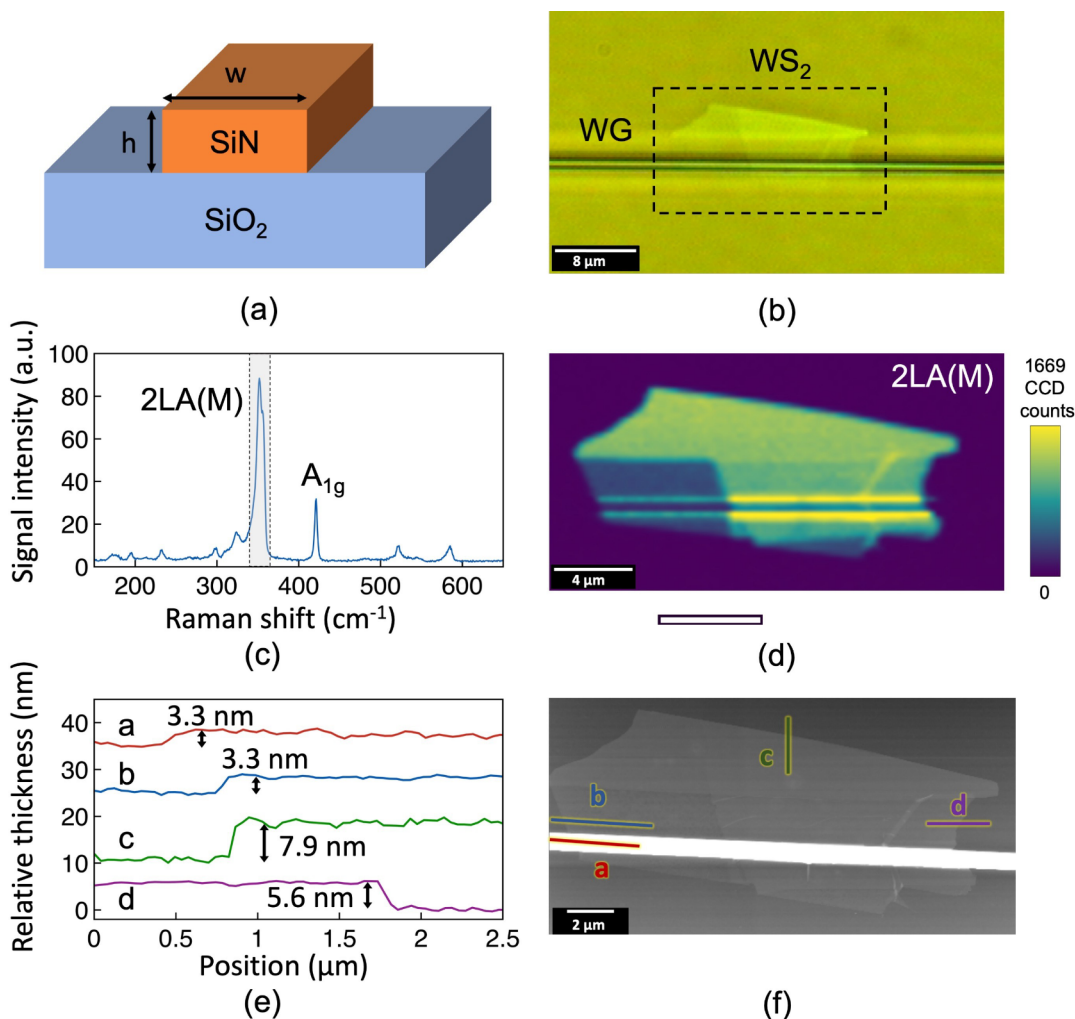 w
h
SiN
SiO2
(a)
WS2
WG
8 µm
(b)
Signal intensity (a.u.)
100
80
60
40
20
0
2LA(M)
A1g
200
300
400
500
600
Raman shift (cm-1)
(c)
2LA(M)
4 µm
1669
CCD
counts
0
(d)
Relative thickness (nm)
40
30
20
10
0
a
3.3 nm
b
3.3 nm
c
7.9 nm
d
5.6 nm
0
0.5
1
1.5
2
2.5
Position (µm)
(e)
c
b
d
a
2 µm
(f)